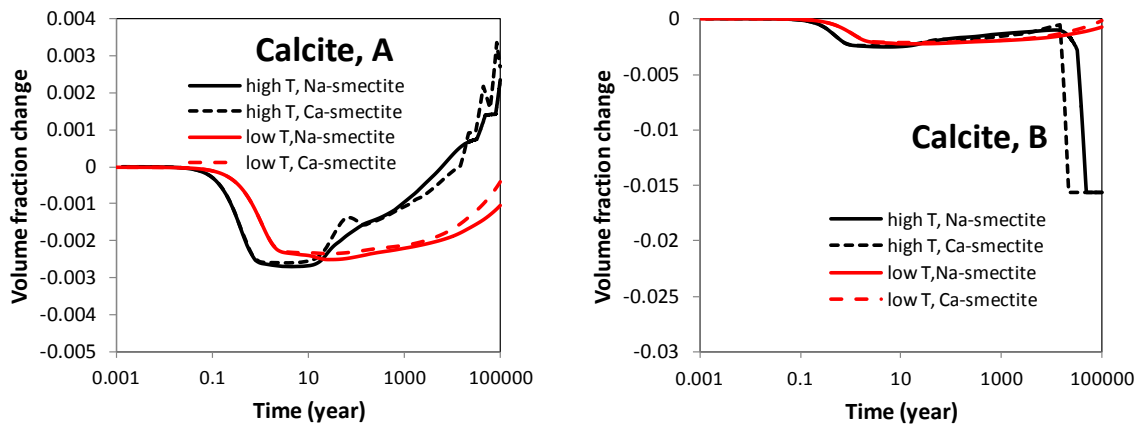 0.004
0.003
0.002
0.001
0
-0.001
-0.002
-0.003
-0.004
-0.005
Volume fraction change
Calcite, A
high T, Na-smectite
high T, Ca-smectite
low T,Na-smectite
low T, Ca-smectite
0.001 0.1 10 1000 100000
Time (year)
0
-0.005
-0.01
-0.015
-0.02
-0.025
-0.03
Volume fraction change
Calcite, B
high T, Na-smectite
high T, Ca-smectite
low T,Na-smectite
low T, Ca-smectite
0.001 0.1 10 1000 100000
Time (year)